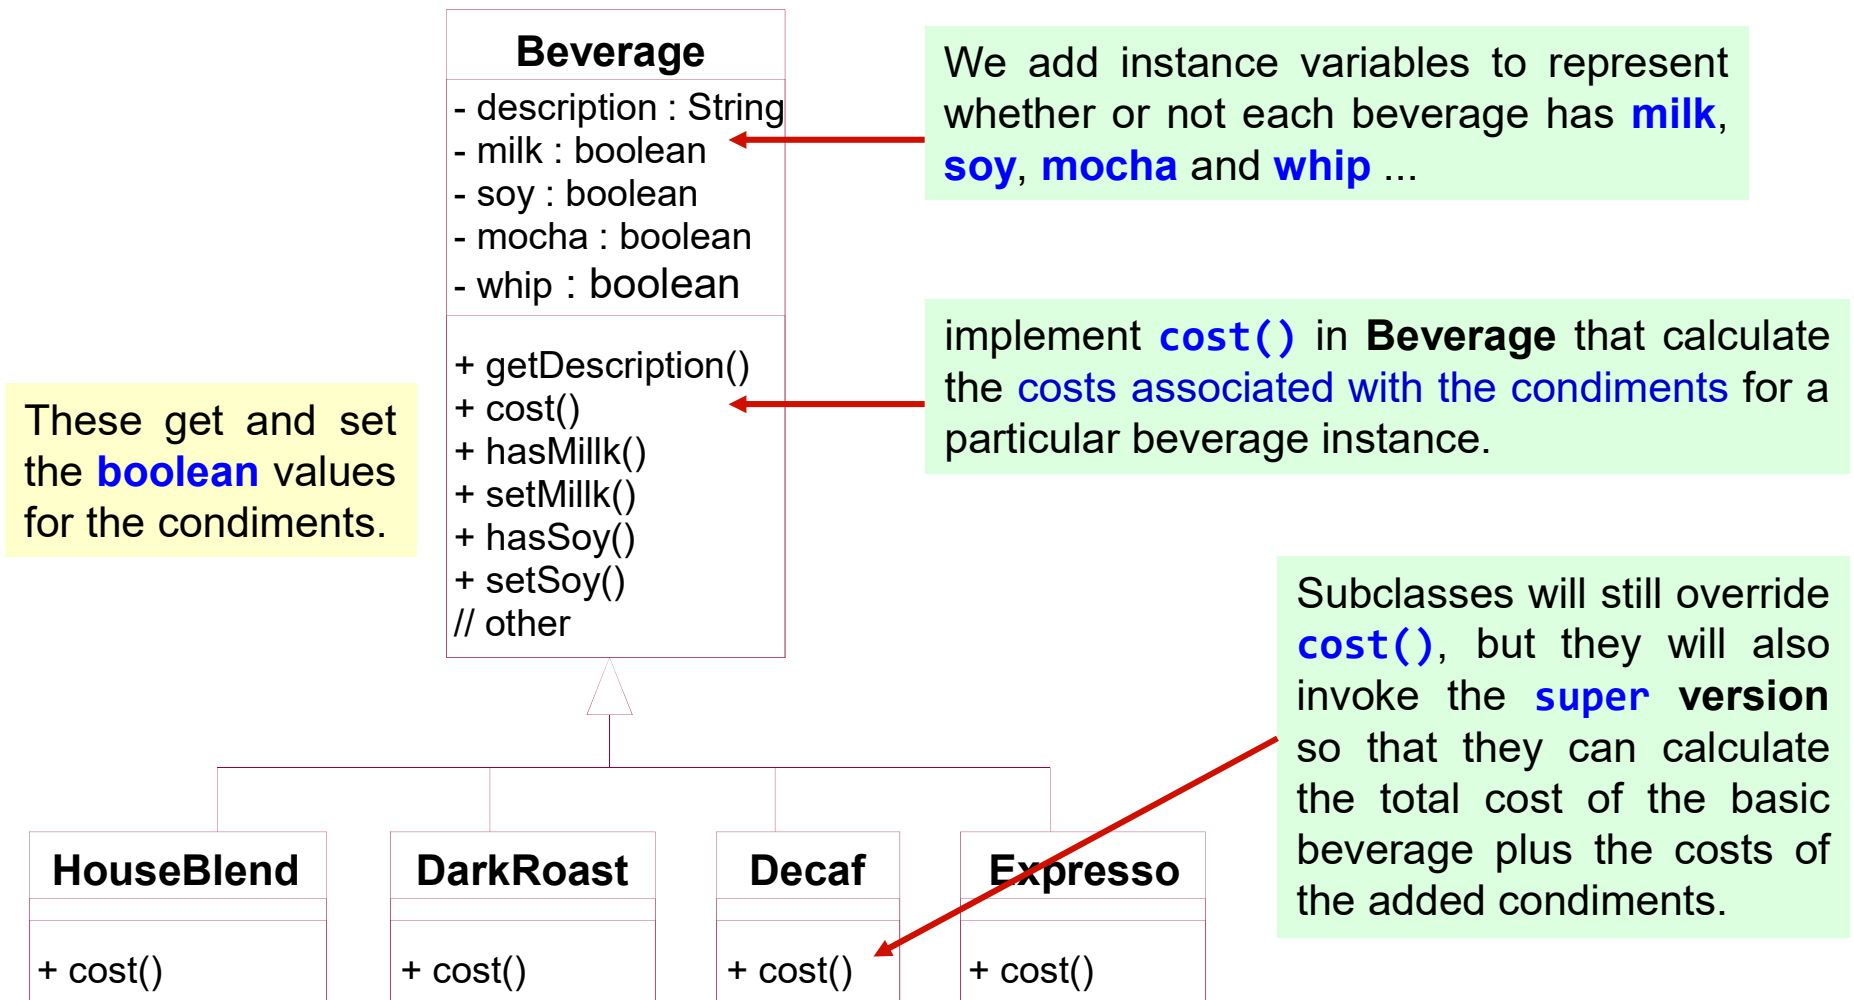 Beverage
- description : String
- milk : boolean
- soy : boolean
- mocha : boolean
- whip : boolean
+ getDescription()
+ cost()
+ hasMillk()
+ setMillk()
+ hasSoy()
+ setSoy()
// other
We add instance variables to represent
whether or not each beverage has milk,
soy, mocha and whip ...
implement cost() in Beverage that calculate
the costs associated with the condiments for a
particular beverage instance.
These get and set
the boolean values
for the condiments.
Subclasses will still override
cost(), but they will also
invoke the super version
so that they can calculate
the total cost of the basic
beverage plus the costs of
the added condiments.
HouseBlend
+ cost()
DarkRoast
+ cost()
Decaf
+ cost()
Expresso
+ cost()